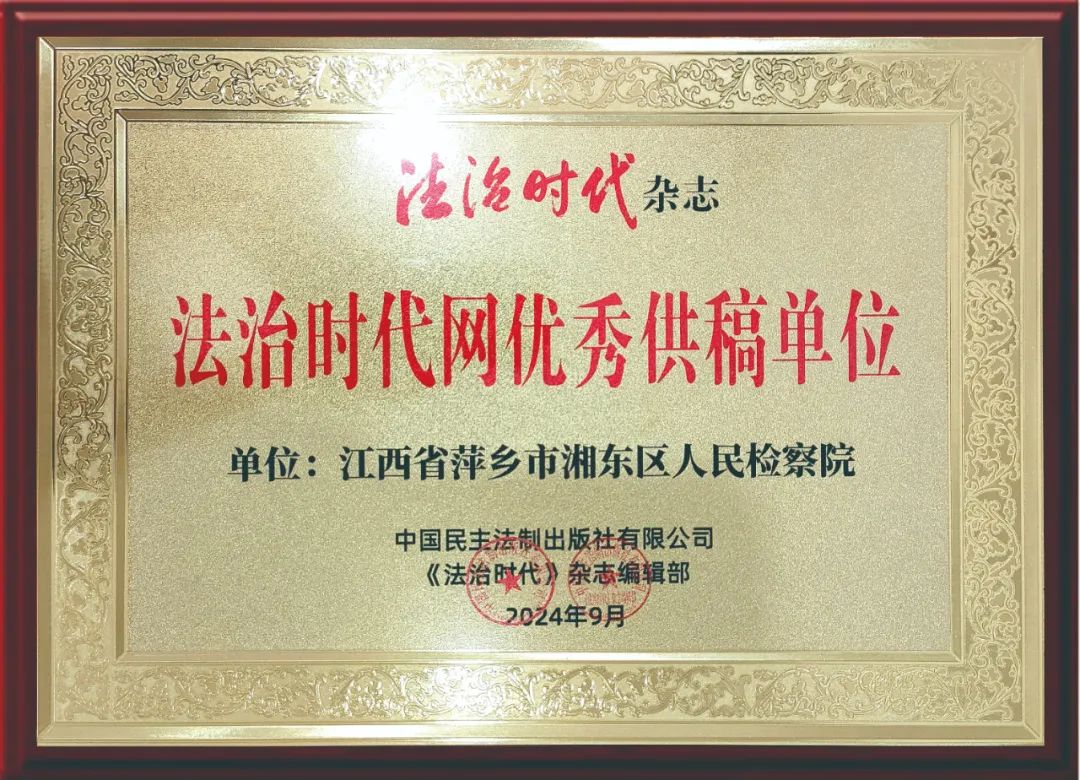 法治时代杂志
法治时代网优秀供稿单位
单位：江西省萍乡市湘东区人民检察院
中国民主法制出版社有限公司
《法治时代》杂志编辑部
2024年9月